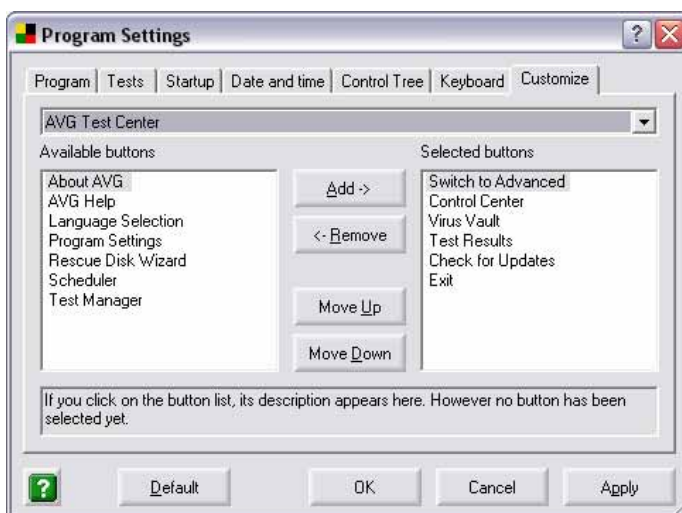 Program Settings
?
Program Tests Startup Date and time Control Tree Keyboard Customize
AVG Test Center
Available buttons
About AVG
AVG Help
Language Selection
Program Settings
Rescue Disk Wizard
Scheduler
Test Manager
Add ->
<- Remove
Move Up
Move Down
Selected buttons
Switch to Advanced
Control Center
Virus Vault
Test Results
Check for Updates
Exit
If you click on the button list, its description appears here. However no button has been
selected yet.
?
Default
OK
Cancel
Apply